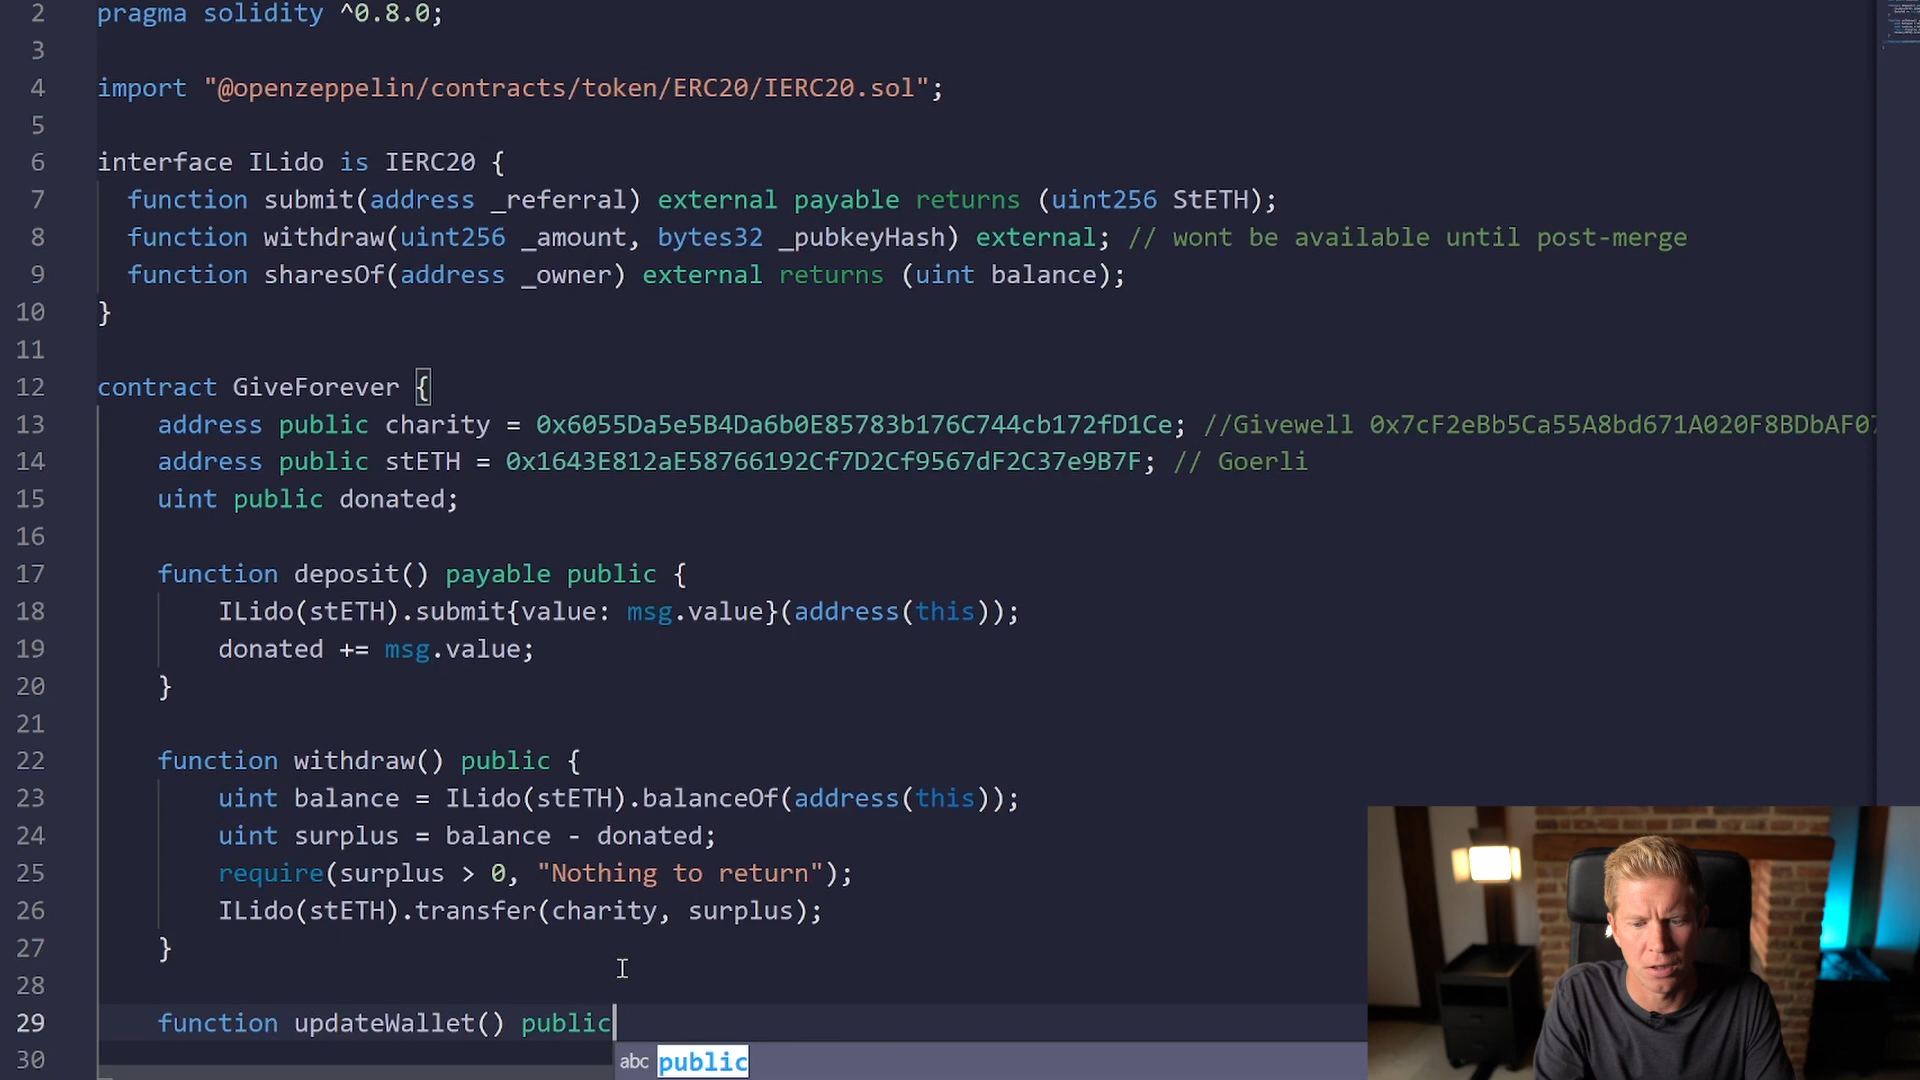 2 pragma solidity ^0.8.0;
3
4 import "@openzeppelin/contracts/token/ERC20/IERC20.sol";
5
6 interface ILido is IERC20 {
7 function submit(address _referral) external payable returns (uint256 StETH);
8 function withdraw(uint256 _amount, bytes32 _pubkeyHash) external; // wont be available until post-merge
9 function sharesOf(address _owner) external returns (uint balance);
10 }
11
12 contract GiveForever {
13 address public charity = 0x6055Da5e5B4Da6b0E85783b176C744cb172fD1Ce; //Givewell 0x7cF2eBb5Ca55A8bd671A020F8BDbAF07
14 address public stETH = 0x1643E812aE58766192Cf7D2Cf9567dF2C37e9B7F; // Goerli
15 uint public donated;
16
17 function deposit() payable public {
18 ILido(stETH).submit{value: msg.value}(address(this));
19 donated += msg.value;
20 }
21
22 function withdraw() public {
23 uint balance = ILido(stETH).balanceOf(address(this));
24 uint surplus = balance - donated;
25 require(surplus > 0, "Nothing to return");
26 ILido(stETH).transfer(charity, surplus);
27 }
28
29 function updateWallet() public
30
abc public